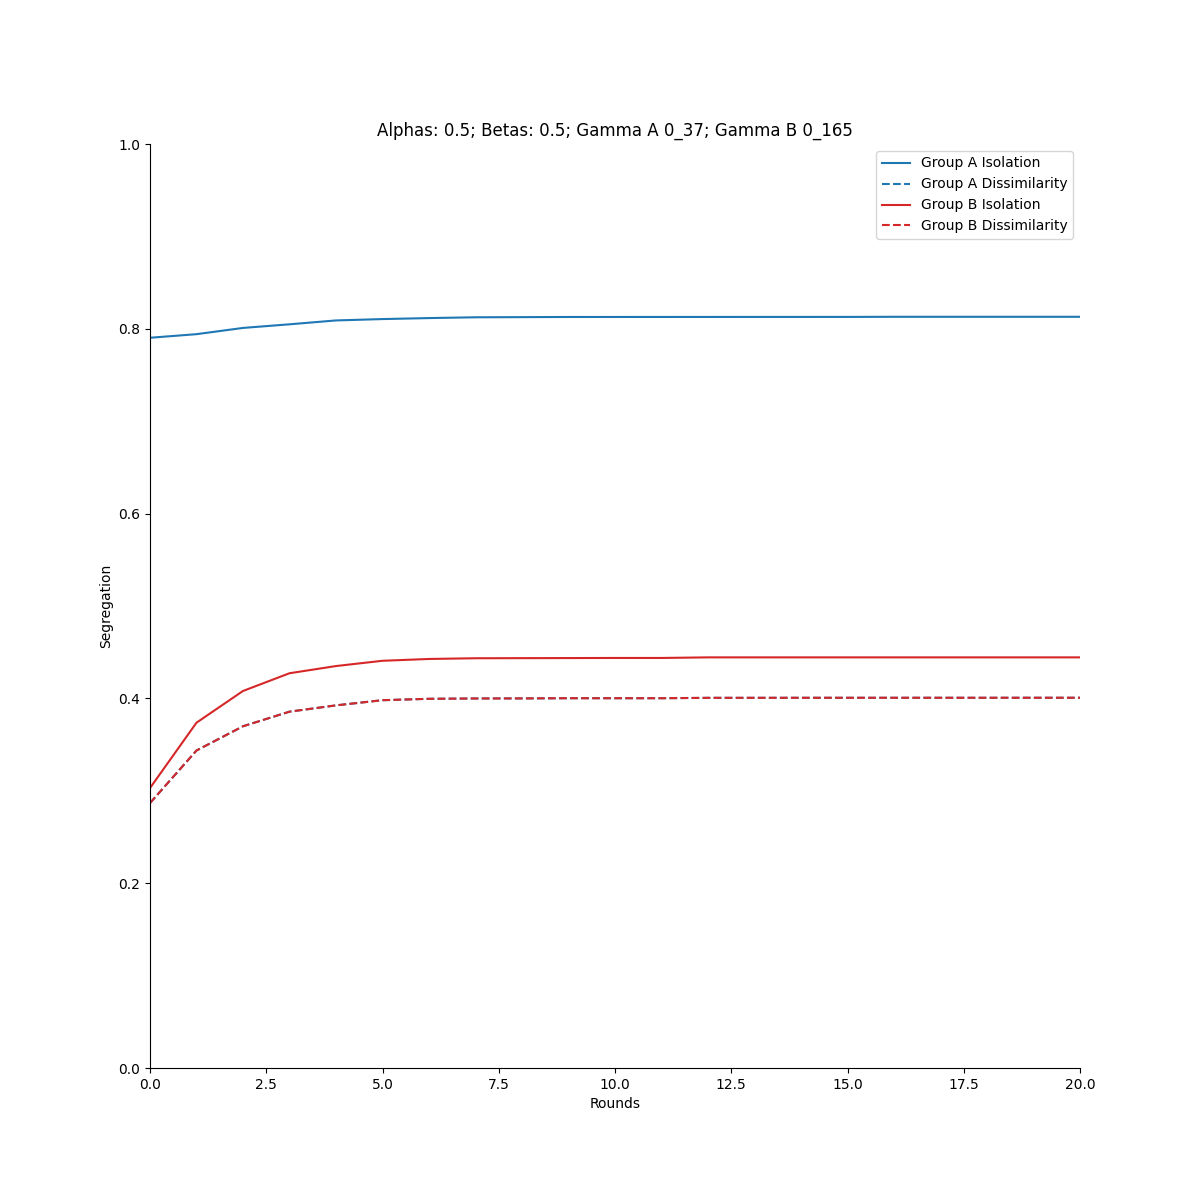 Alphas: 0.5; Betas: 0.5; Gamma A 0_37; Gamma B 0_165
1.0
0.8
0.6
0.4
0.2
0.0
Segregation
Group A Isolation
Group A Dissimilarity
Group B Isolation
Group B Dissimilarity
0.0 2.5 5.0 7.5 10.0 12.5 15.0 17.5 20.0
Rounds